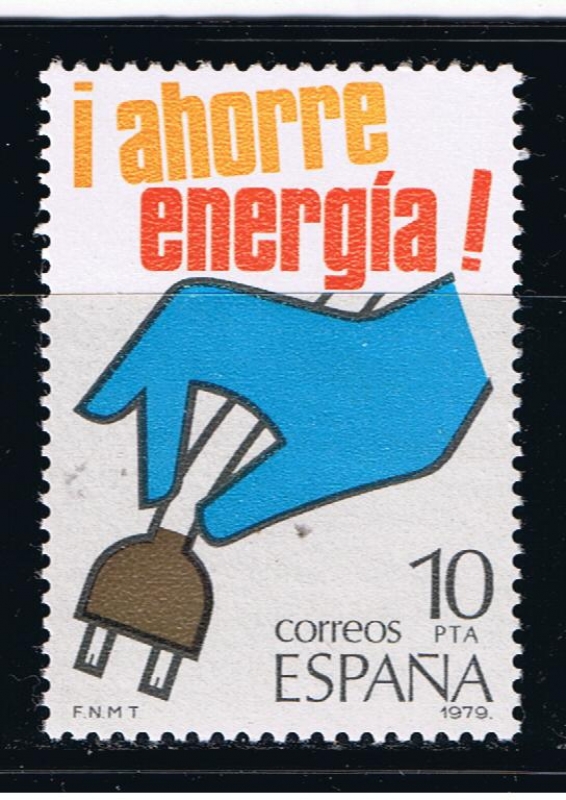 ¡ ahorre
energía !
10
correos PTA
ESPAÑA
F.N.M T 1979.